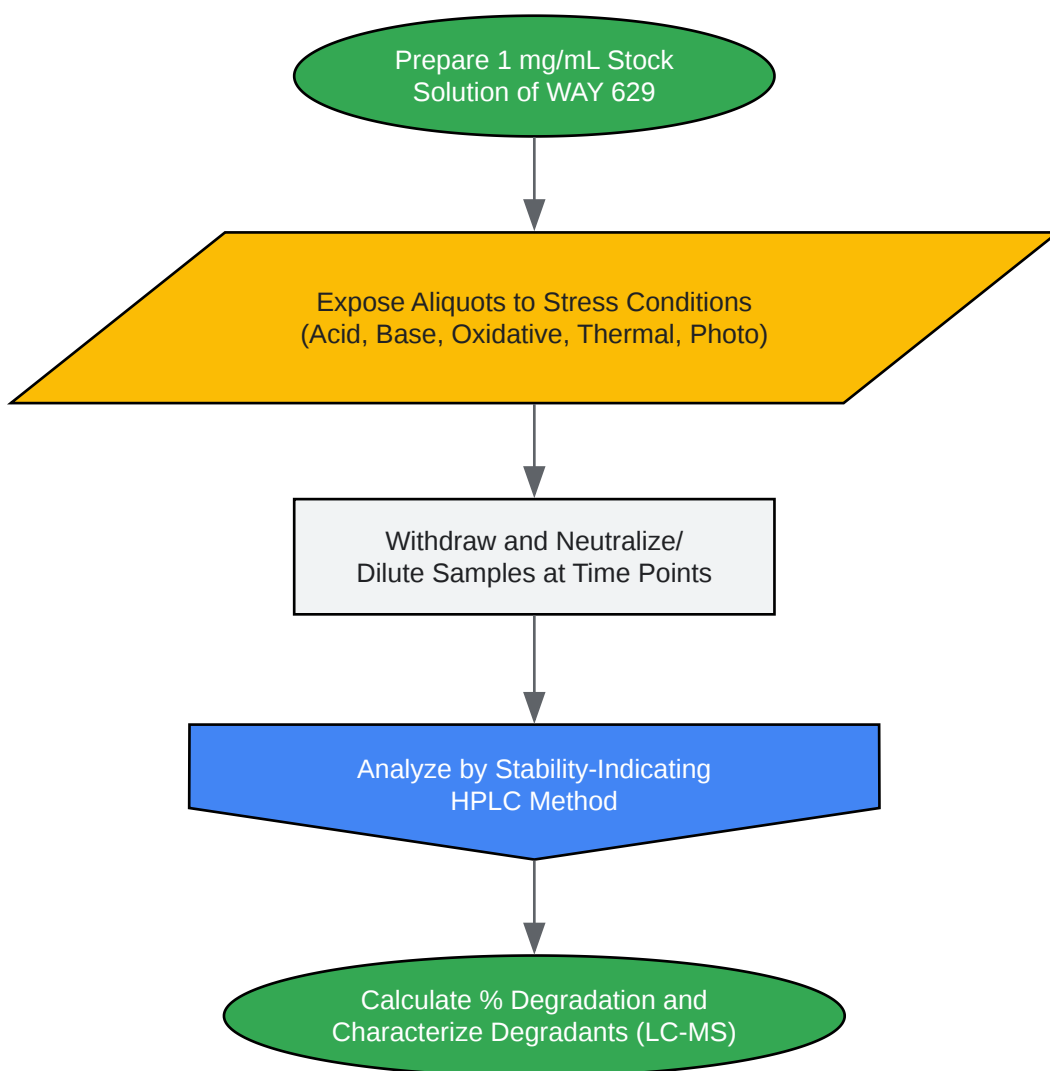 Prepare 1 mg/mL Stock
Solution of WAY 629
Expose Aliquots to Stress Conditions
(Acid, Base, Oxidative, Thermal, Photo)
Withdraw and Neutralize/
Dilute Samples at Time Points
Analyze by Stability-Indicating
HPLC Method
Calculate % Degradation and
Characterize Degradants (LC-MS)